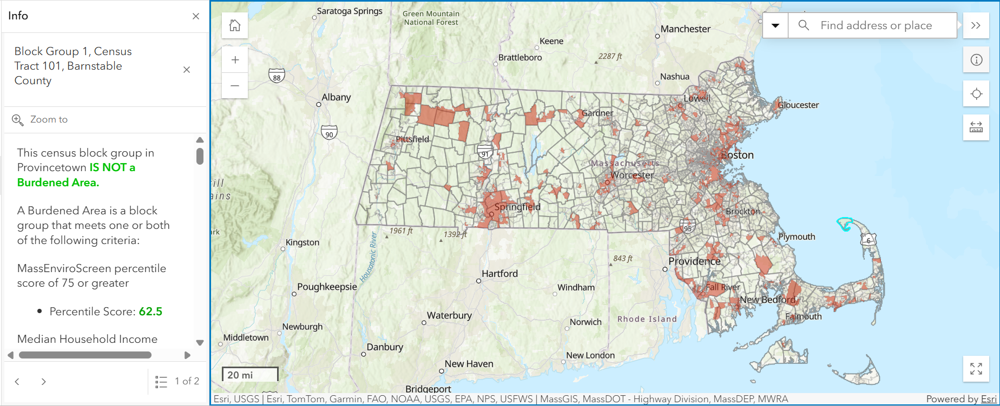 Info
Block Group 1, Census
Tract 101, Barnstable
County
Zoom to
This census block group in
Provincetown IS NOT a
Burdened Area.
A Burdened Area is a block
group that meets one or both
of the following criteria:
MassEnviroScreen percentile
score of 75 or greater
• Percentile Score: 62.5
Median Household Income
1 of 2
Find address or place
Saratoga Springs
Green Mountain
National Forest
Manchester
Keene
Brattleboro
2287 ft
Nashua
88
Albany
90
Lowell
Gloucester
Gardner
Pittsfield
91
Massachusetts
Boston
Worcester
Springfield
Brockton
95
Plymouth
6
ill
ains
ark
1961 ft
1392 ft
Housatonic River
Kingston
843 ft
Providence
Hartford
Poughkeepsie
Windham
Fall River
New Bedford
Falmouth
Waterbury
Norwich
Rhode Island
Newburgh
Middletown
Danbury
New London
New Haven
Bridgeport
20 mi
Esri, USGS | Esri, TomTom, Garmin, FAO, NOAA, USGS, EPA, NPS, USFWS | MassGIS, MassDOT - Highway Division, MassDEP, MWRA
Powered by Esri